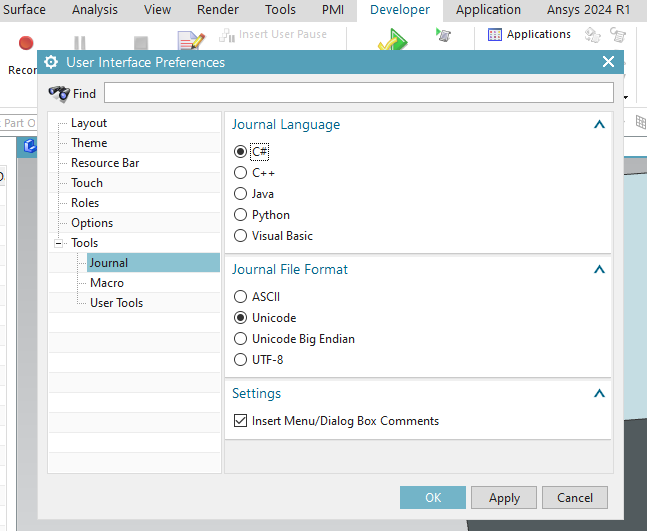 Surface Analysis View Render Tools PMI Developer Application Ansys 2024 R1
Insert User Pause
Applications
Recor
User Interface Preferences
Find
Part O
Layout
Theme
Resource Bar
Touch
Roles
Options
Tools
Journal
Macro
User Tools
Journal Language
C#
C++
Java
Python
Visual Basic
Journal File Format
ASCII
Unicode
Unicode Big Endian
UTF-8
Settings
Insert Menu/Dialog Box Comments
OK Apply Cancel